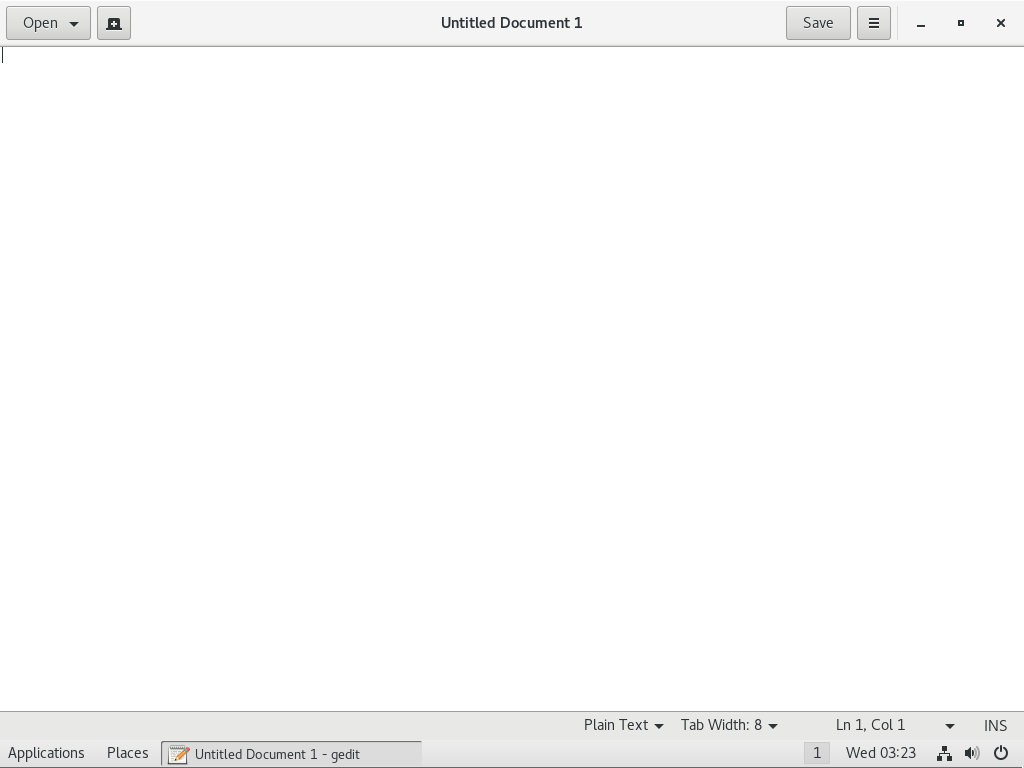 Open
Untitled Document 1
Save
Plain Text
Tab Width: 8
Ln 1, Col 1
INS
Applications
Places
Untitled Document 1 - gedit
1
Wed 03:23